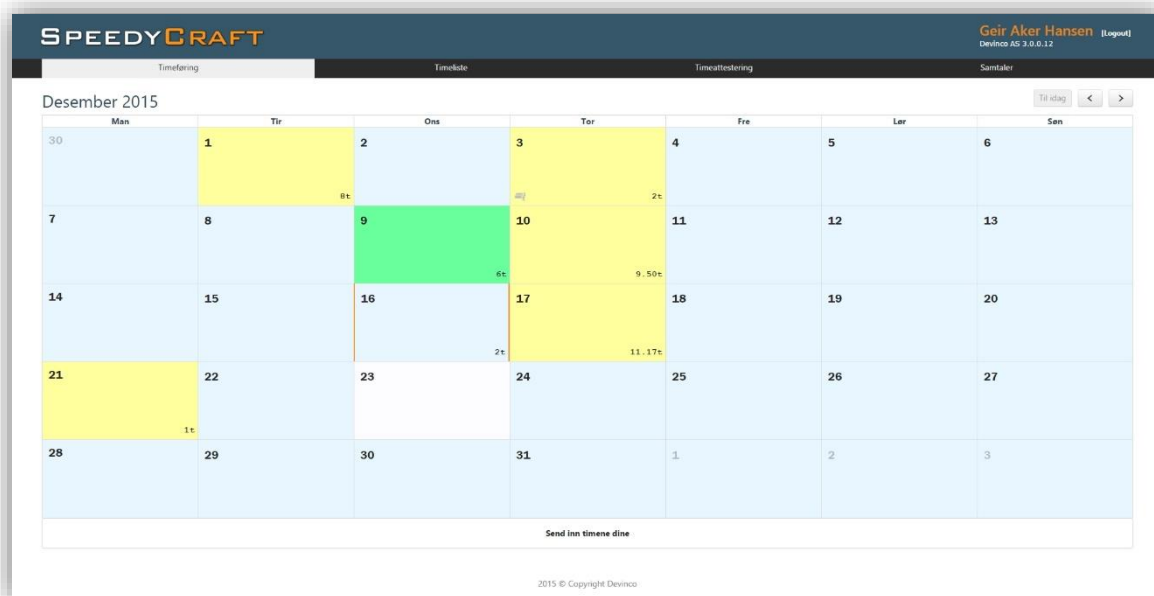 SPEEDYCRAFT
Geir Aker Hansen [Logout]
Devinco AS 3.0.0.12
Timeføring Timeliste Timeattestering Samtaler
Desember 2015 Til idag < >
Man Tir Ons Tor Fre Lør Søn
30 1 2 3 4 5 6
8t 2t
7 8 9 10 11 12 13
6t 9.50t
14 15 16 17 18 19 20
2t 11.17t
21 22 23 24 25 26 27
1t
28 29 30 31 1 2 3
Send inn timene dine
2015 © Copyright Devinco